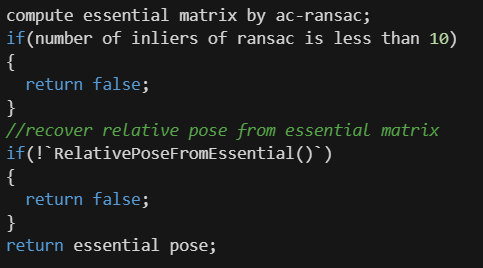 compute essential matrix by ac-ransac;
if(number of inliers of ransac is less than 10)
{
  return false;
}
//recover relative pose from essential matrix
if(!`RelativePoseFromEssential()`)
{
  return false;
}
return essential pose;